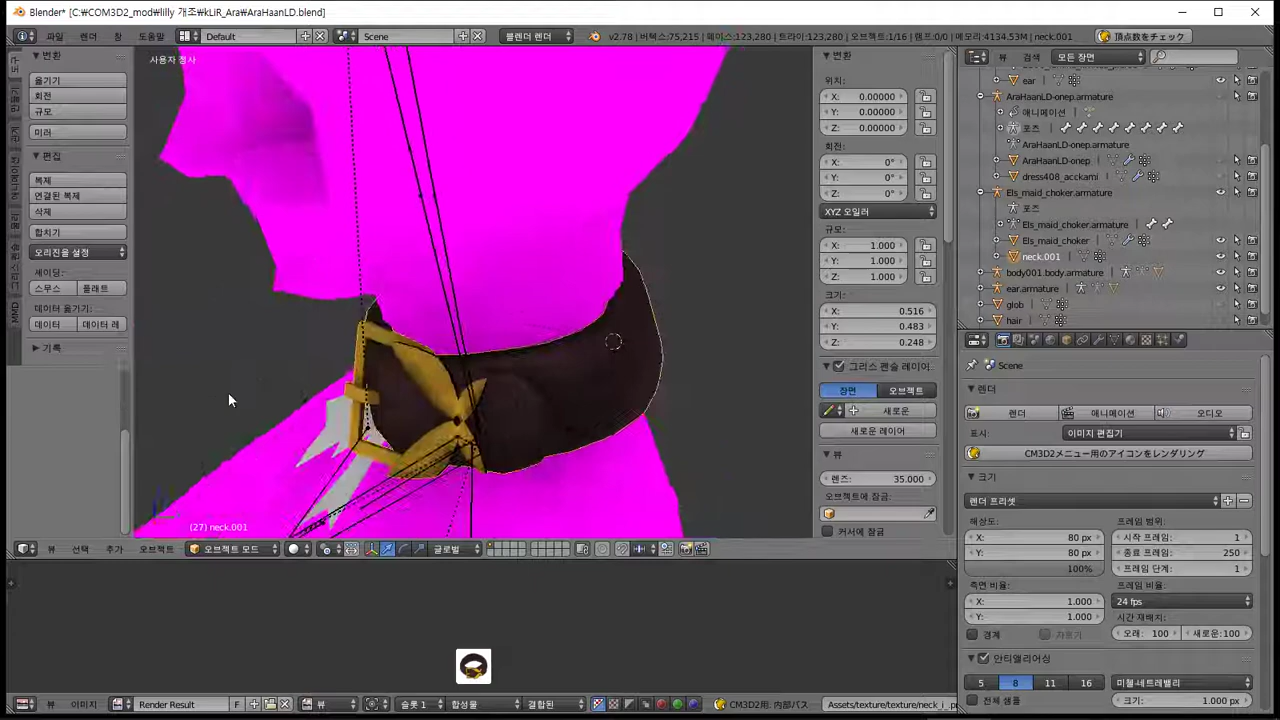 Blender* [C:\COM3D2_mod\lilly 개조\kLiR_Ara\AraHaanLD.blend]
파일 렌더 창 도움말 Default Scene 블렌더 렌더 v2.78 | 버텍스:75,215 | 페이스:123,280 | 트라이:123,280 | 오브젝트:1/16 | 램프:0/0 | 메모리:4134.53M | neck.001 頂点数をチェック
변환
옮기기
회전
규모
미러
편집
복제
연결된 복제
삭제
합치기
오리진을 설정
셰이딩:
스무스 플래트
데이터 옮기기:
데이터 데이터 레
기록
MMD
사용자 정사
(27) neck.001
변환
위치:
X: 0.00000
Y: 0.00000
Z: 0.00000
회전:
X: 0°
Y: 0°
Z: 0°
XYZ 오일러
규모:
X: 1.000
Y: 1.000
Z: 1.000
크기:
X: 0.516
Y: 0.483
Z: 0.248
그리스 펜슬 레이어
장면 오브젝트
새로운
새로운 레이어
뷰
렌즈: 35.000
오브젝트에 잠금:
커서에 잠금
뷰 선택 추가 오브젝트 오브젝트 모드 글로벌
뷰 검색 모든 장면
ear
AraHaanLD-onep.armature
애니메이션
포즈
AraHaanLD-onep.armature
AraHaanLD-onep
dress408_acckami
Els_maid_choker.armature
포즈
Els_maid_choker.armature
Els_maid_choker
neck.001
body001.body.armature
ear.armature
glob
hair
Scene
렌더
렌더 애니메이션 오디오
표시: 이미지 편집기
CM3D2メニュー用のアイコンをレンダリング
크기
렌더 프리셋
해상도: 프레임 범위:
X: 80 px 시작 프레임: 1
Y: 80 px 종료 프레임: 250
100% 프레임 단계: 1
측면 비율: 프레임 비율:
X: 1.000 24 fps
Y: 1.000 시간 재배치:
경계 오래: 100 새로운:100
안티앨리어싱
5 8 11 16 미첼-네트레밸리
전체 샘플 크기: 1.000 px
뷰 이미지 Render Result F 뷰 슬롯 합성물 결합된 CM3D2用: 内部パス Assets/texture/texture/neck_i_.p